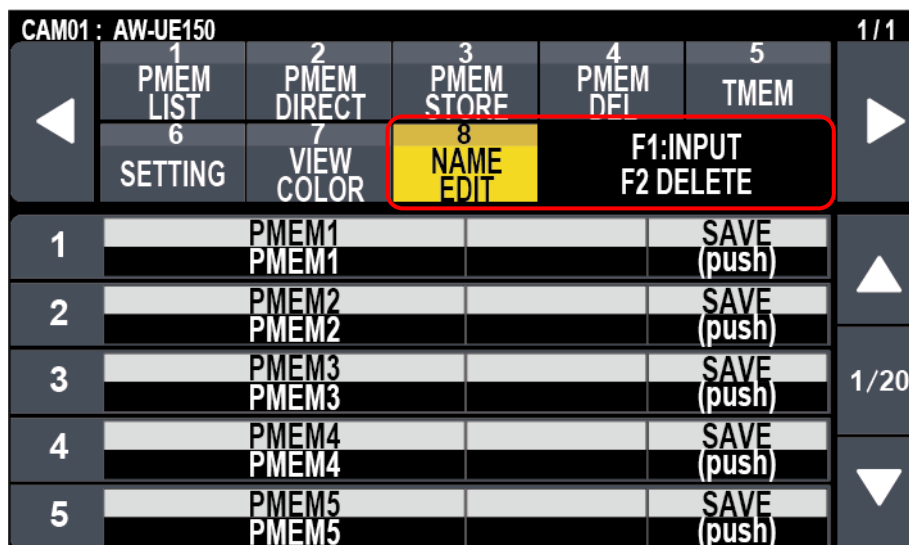 CAM01 : AW-UE150 1/1
1 2 3 4 5
PMEM LIST PMEM DIRECT PMEM STORE PMEM DEL TMEM
6 7 8
SETTING VIEW COLOR NAME EDIT F1:INPUT
F2 DELETE
1 PMEM1 SAVE
PMEM1 (push)
2 PMEM2 SAVE
PMEM2 (push)
3 PMEM3 SAVE 1/20
PMEM3 (push)
4 PMEM4 SAVE
PMEM4 (push)
5 PMEM5 SAVE
PMEM5 (push)